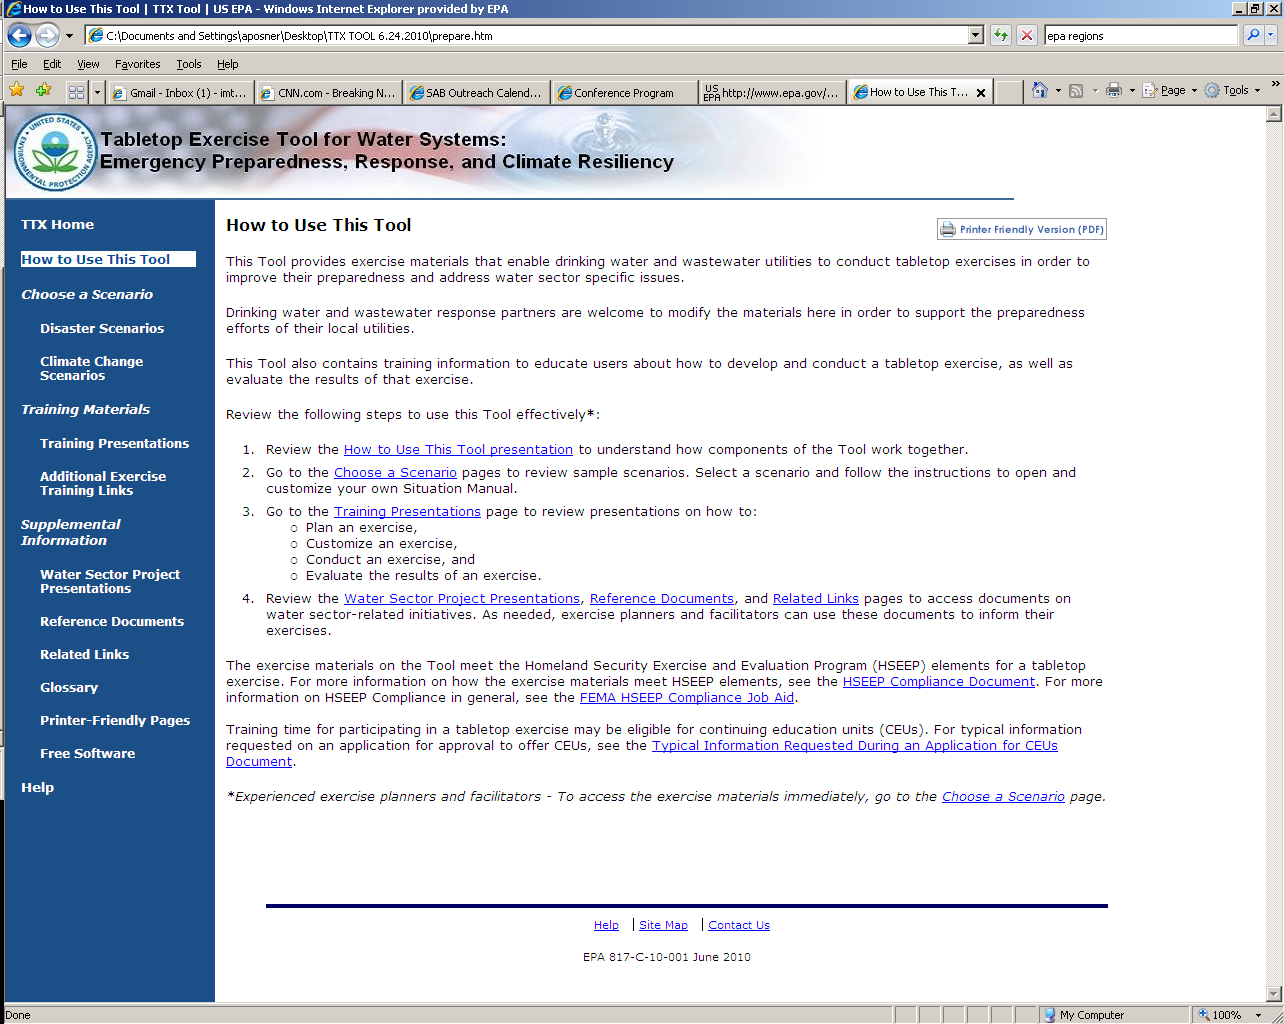 How to Use This Tool | TTX Tool | US EPA - Windows Internet Explorer provided by EPA
C:\Documents and Settings\aposner\Desktop\TTX TOOL 6.24.2010\prepare.htm
epa regions
File Edit View Favorites Tools Help
Gmail - Inbox (1) - imt...
CNN.com - Breaking N...
SAB Outreach Calend...
Conference Program
US EPA http://www.epa.gov/...
How to Use This T...
Page
Tools
UNITED STATES
ENVIRONMENTAL PROTECTION AGENCY
Tabletop Exercise Tool for Water Systems:
Emergency Preparedness, Response, and Climate Resiliency
TTX Home
How to Use This Tool
Choose a Scenario
Disaster Scenarios
Climate Change
Scenarios
Training Materials
Training Presentations
Additional Exercise
Training Links
Supplemental
Information
Water Sector Project
Presentations
Reference Documents
Related Links
Glossary
Printer-Friendly Pages
Free Software
Help
How to Use This Tool
Printer Friendly Version (PDF)
This Tool provides exercise materials that enable drinking water and wastewater utilities to conduct tabletop exercises in order to
improve their preparedness and address water sector specific issues.
Drinking water and wastewater response partners are welcome to modify the materials here in order to support the preparedness
efforts of their local utilities.
This Tool also contains training information to educate users about how to develop and conduct a tabletop exercise, as well as
evaluate the results of that exercise.
Review the following steps to use this Tool effectively*:
1. Review the How to Use This Tool presentation to understand how components of the Tool work together.
2. Go to the Choose a Scenario pages to review sample scenarios. Select a scenario and follow the instructions to open and
customize your own Situation Manual.
3. Go to the Training Presentations page to review presentations on how to:
o Plan an exercise,
o Customize an exercise,
o Conduct an exercise, and
o Evaluate the results of an exercise.
4. Review the Water Sector Project Presentations, Reference Documents, and Related Links pages to access documents on
water sector-related initiatives. As needed, exercise planners and facilitators can use these documents to inform their
exercises.
The exercise materials on the Tool meet the Homeland Security Exercise and Evaluation Program (HSEEP) elements for a tabletop
exercise. For more information on how the exercise materials meet HSEEP elements, see the HSEEP Compliance Document. For more
information on HSEEP Compliance in general, see the FEMA HSEEP Compliance Job Aid.
Training time for participating in a tabletop exercise may be eligible for continuing education units (CEUs). For typical information
requested on an application for approval to offer CEUs, see the Typical Information Requested During an Application for CEUs
Document.
*Experienced exercise planners and facilitators - To access the exercise materials immediately, go to the Choose a Scenario page.
Help | Site Map | Contact Us
EPA 817-C-10-001 June 2010
Done
My Computer
100%